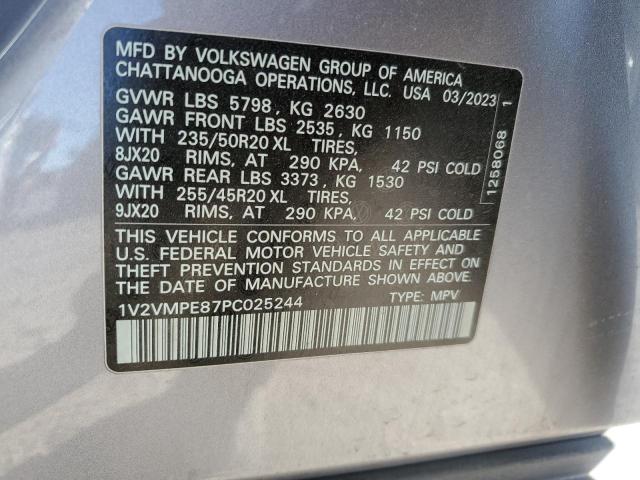 MFD BY VOLKSWAGEN GROUP OF AMERICA
CHATTANOOGA OPERATIONS, LLC. USA 03/2023
GVWR LBS 5798, KG 2630
GAWR FRONT LBS 2535, KG 1150
WITH 235/50R20 XL TIRES,
8JX20 RIMS, AT 290 KPA, 42 PSI COLD
GAWR REAR LBS 3373, KG 1530
WITH 255/45R20 XL TIRES,
9JX20 RIMS, AT 290 KPA, 42 PSI COLD
THIS VEHICLE CONFORMS TO ALL APPLICABLE
U.S. FEDERAL MOTOR VEHICLE SAFETY AND
THEFT PREVENTION STANDARDS IN EFFECT ON
THE DATE OF MANUFACTURE SHOWN ABOVE.
1V2VMPE87PC025244 TYPE: MPV
1258068 1